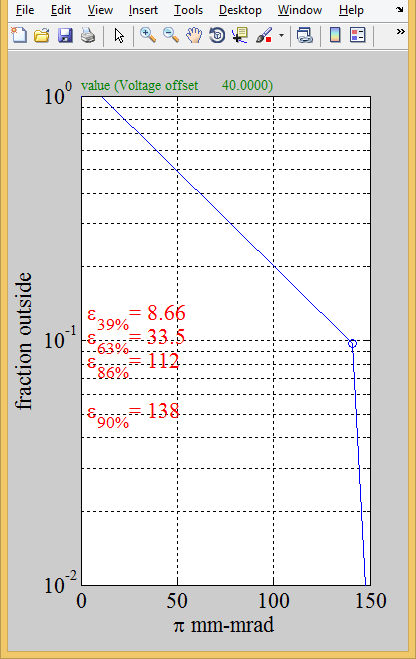 File Edit View Insert Tools Desktop Window Help
value (Voltage offset 40.0000)
10^0
10^-1
10^-2
fraction outside
ε39% = 8.66
ε63% = 33.5
ε86% = 112
ε90% = 138
0 50 100 150
π mm-mrad